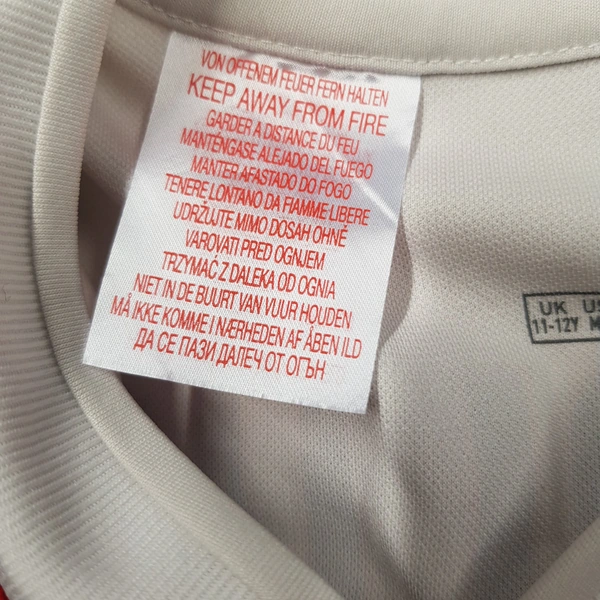 VON OFFENEM FEUER FERN HALTEN
KEEP AWAY FROM FIRE
GARDER A DISTANCE DU FEU
MANTÉNGASE ALEJADO DEL FUEGO
MANTER AFASTADO DO FOGO
TENERE LONTANO DA FIAMME LIBERE
UDRŽUJTE MIMO DOSAH OHNĚ
VAROVATI PRED OGNJEM
TRZYMAĆ Z DALEKA OD OGNIA
NIET IN DE BUURT VAN VUUR HOUDEN
MÅ IKKE KOMME I NÆRHEDEN AF ÅBEN ILD
ДА СЕ ПАЗИ ДАЛЕЧ ОТ ОГЪН
UK US
11-12Y M